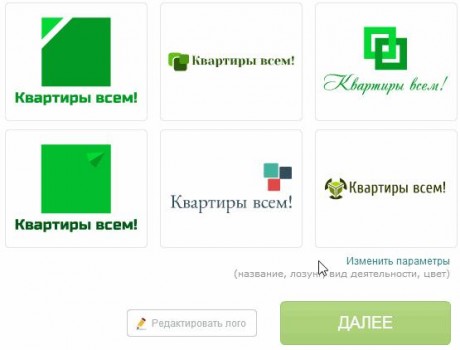 Квартиры всем!
Квартиры всем!
Квартиры всем!
Квартиры всем!
Квартиры всем!
Квартиры всем!
Изменить параметры
(название, лозунг, вид деятельности, цвет)
Редактировать лого
ДАЛЕЕ